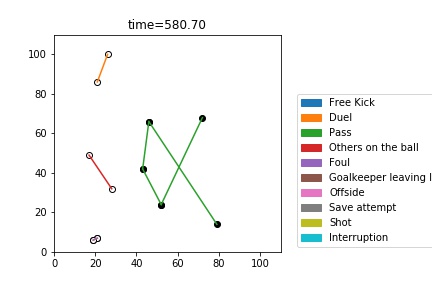 time=580.70
100
80
60
40
20
0
0 20 40 60 80 100
Free Kick
Duel
Pass
Others on the ball
Foul
Goalkeeper leaving l
Offside
Save attempt
Shot
Interruption